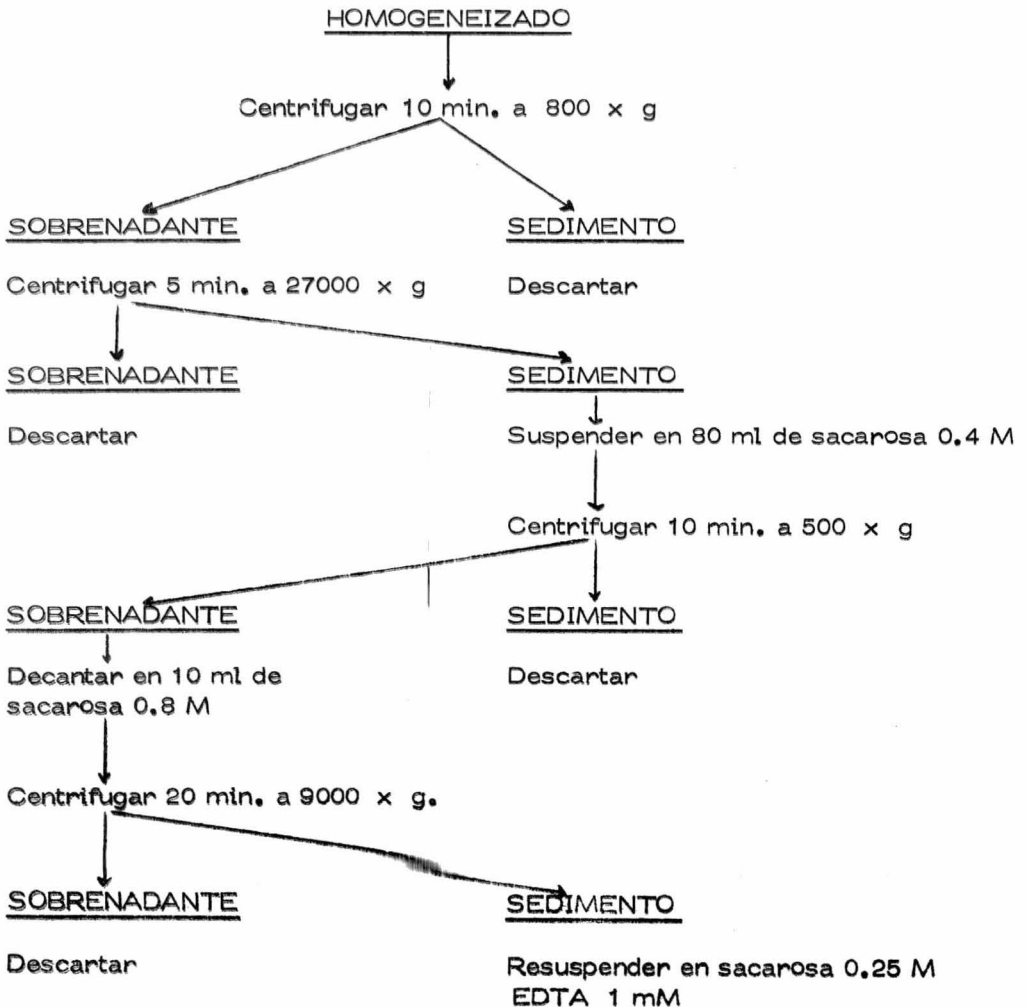 HOMOGENEIZADO
Centrifugar 10 min. a 800 x g
SOBRENADANTE
SEDIMENTO
Centrifugar 5 min. a 27000 x g
Descartar
SOBRENADANTE
SEDIMENTO
Descartar
Suspender en 80 ml de sacarosa 0.4 M
Centrifugar 10 min. a 500 x g
SOBRENADANTE
SEDIMENTO
Decantar en 10 ml de
sacarosa 0.8 M
Descartar
Centrifugar 20 min. a 9000 x g.
SOBRENADANTE
SEDIMENTO
Descartar
Resuspender en sacarosa 0.25 M
EDTA 1 mM